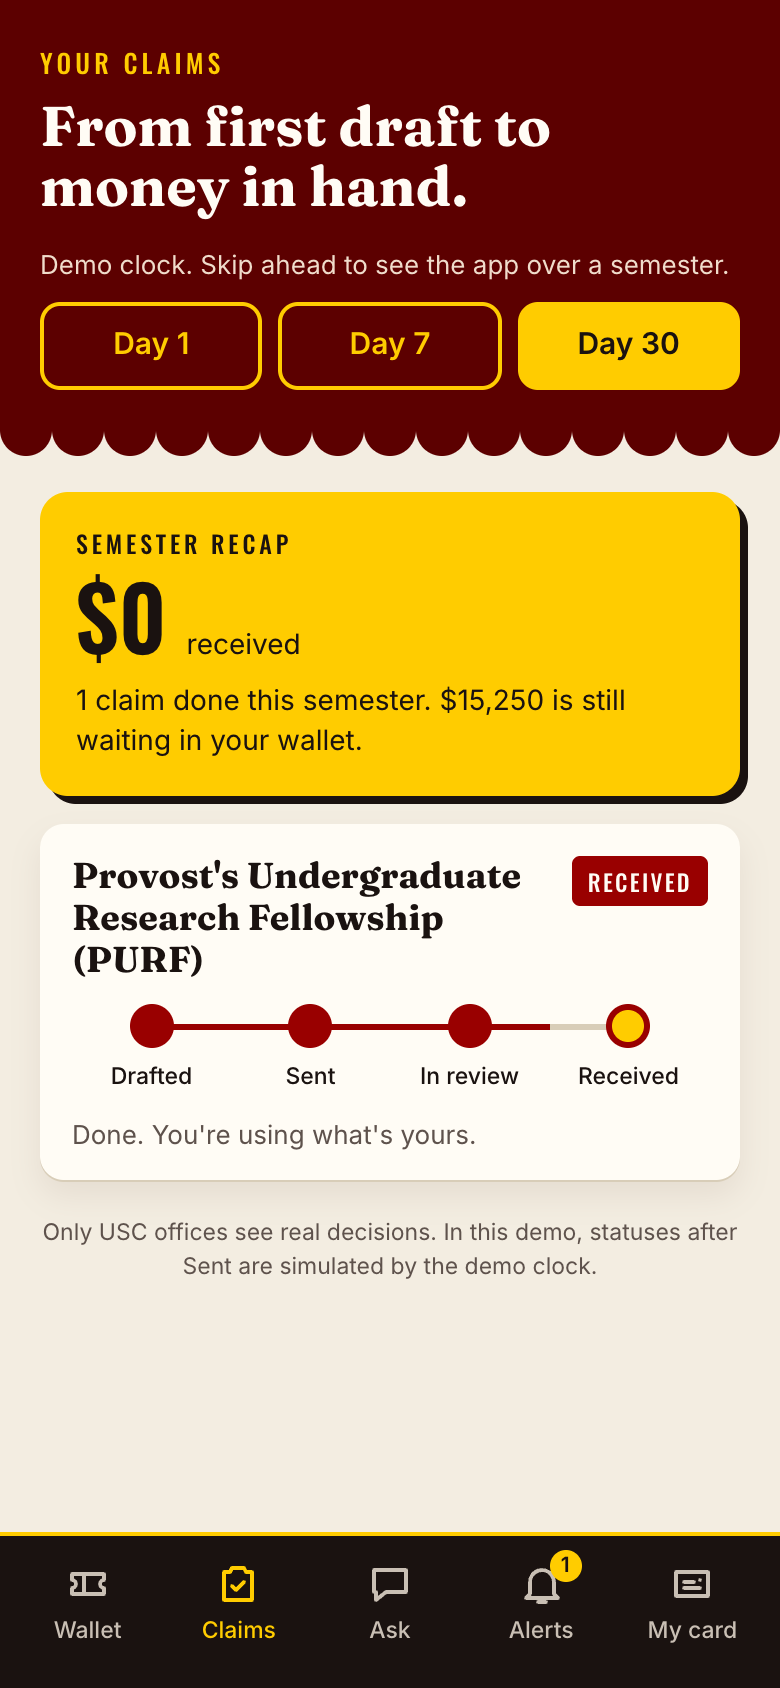 YOUR CLAIMS
From first draft to
money in hand.
Demo clock. Skip ahead to see the app over a semester.
Day 1
Day 7
Day 30
SEMESTER RECAP
$0 received
1 claim done this semester. $15,250 is still
waiting in your wallet.
Provost's Undergraduate
Research Fellowship
(PURF)
RECEIVED
Drafted
Sent
In review
Received
Done. You're using what's yours.
Only USC offices see real decisions. In this demo, statuses after
Sent are simulated by the demo clock.
1
Wallet
Claims
Ask
Alerts
My card